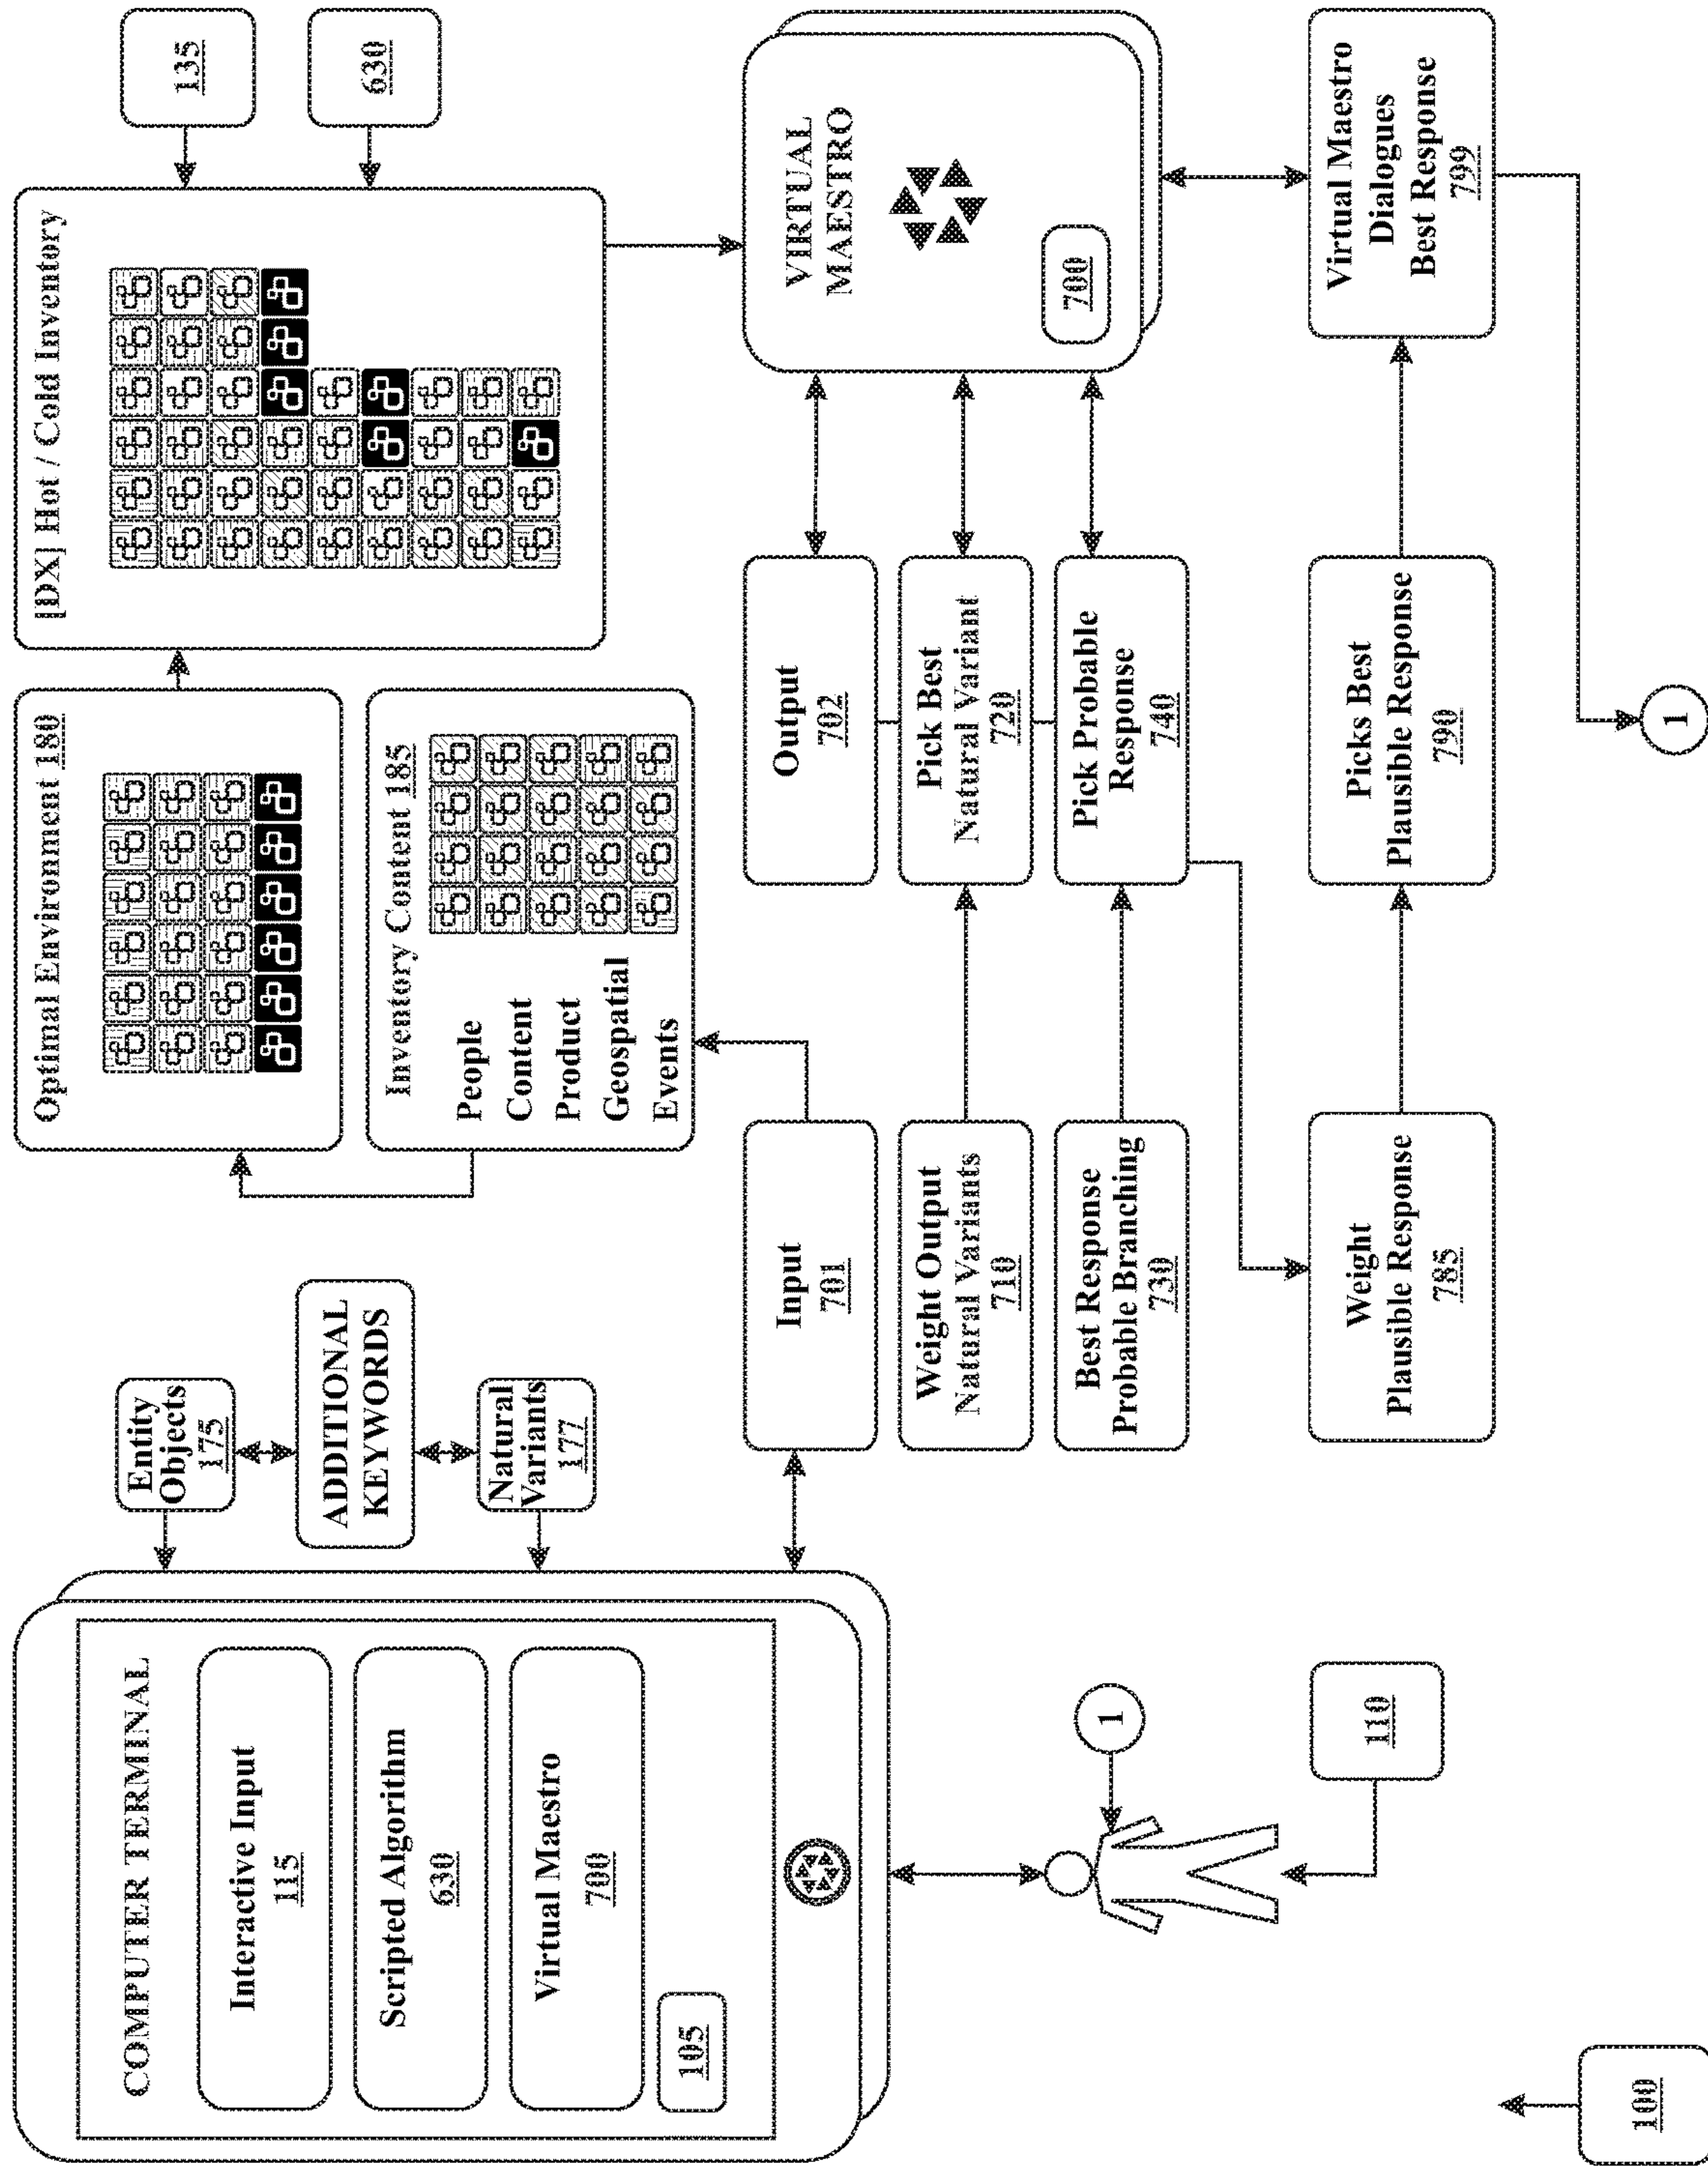 COMPUTER TERMINAL
Interactive Input
115
Scripted Algorithm
630
Virtual Maestro
700
105
Entity
Objects
175
ADDITIONAL
KEYWORDS
Natural
Variants
177
Optimal Environment 180
Inventory Content 185
People
Content
Product
Geospatial
Events
[DX] Hot / Cold Inventory
135
630
Input
701
Output
702
Weight Output
Natural Variants
710
Pick Best
Natural Variant
720
Best Response
Probable Branching
730
Pick Probable
Response
740
VIRTUAL
MAESTRO
700
Weight
Plausible Response
785
Picks Best
Plausible Response
790
Virtual Maestro
Dialogues
Best Response
799
1
1
110
100